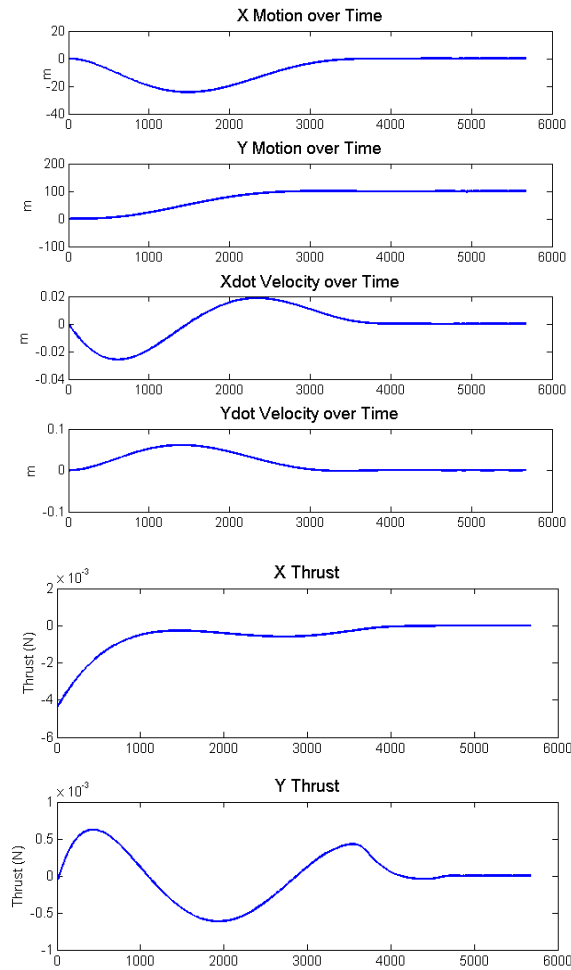 X Motion over Time
20
0
-20
-40
m
0 1000 2000 3000 4000 5000 6000
Y Motion over Time
200
100
0
-100
m
0 1000 2000 3000 4000 5000 6000
Xdot Velocity over Time
0.02
0
-0.02
-0.04
m
0 1000 2000 3000 4000 5000 6000
Ydot Velocity over Time
0.1
0
-0.1
m
0 1000 2000 3000 4000 5000 6000
× 10⁻³
X Thrust
2
0
-2
-4
-6
Thrust (N)
0 1000 2000 3000 4000 5000 6000
× 10⁻³
Y Thrust
1
0.5
0
-0.5
-1
Thrust (N)
0 1000 2000 3000 4000 5000 6000